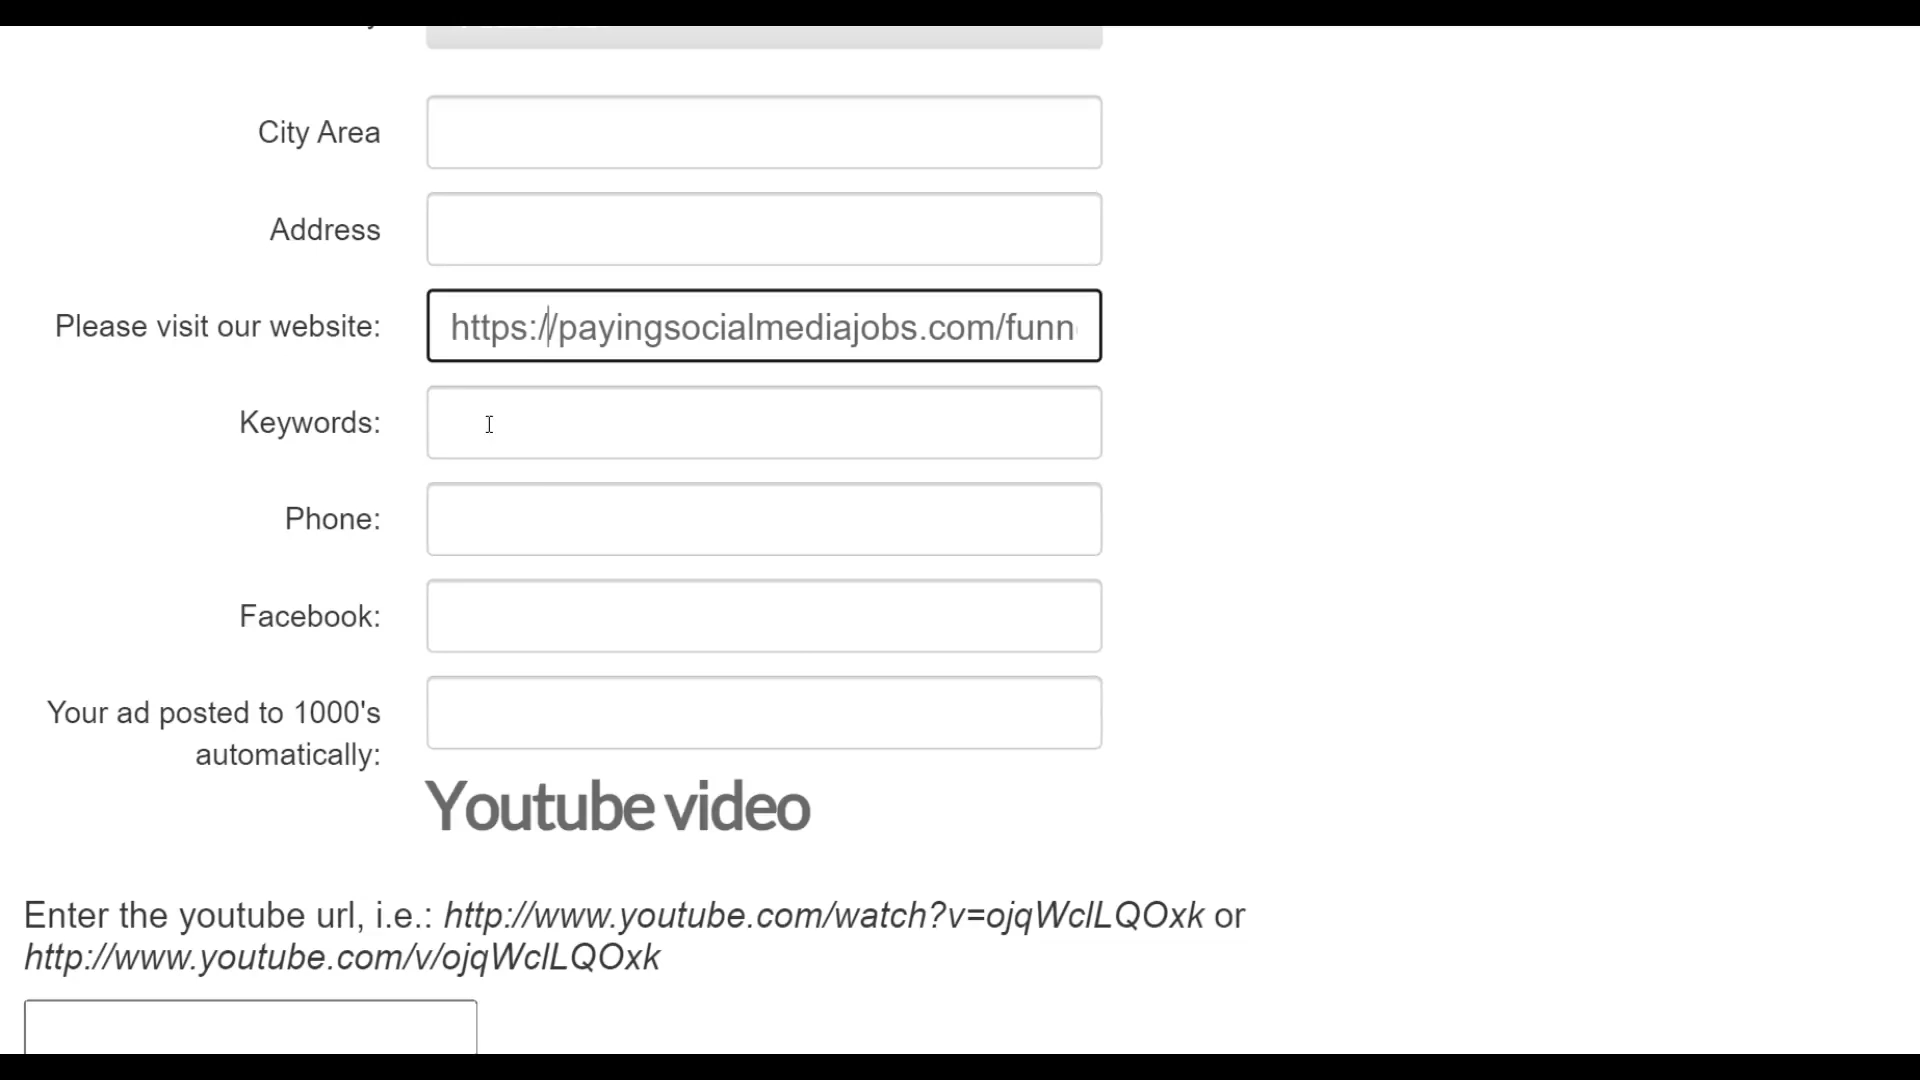 City Area
Address
Please visit our website:
https://payingsocialmediajobs.com/funn
Keywords:
Phone:
Facebook:
Your ad posted to 1000's
automatically:
Youtube video
Enter the youtube url, i.e.: http://www.youtube.com/watch?v=ojqWclLQOxk or
http://www.youtube.com/v/ojqWclLQOxk